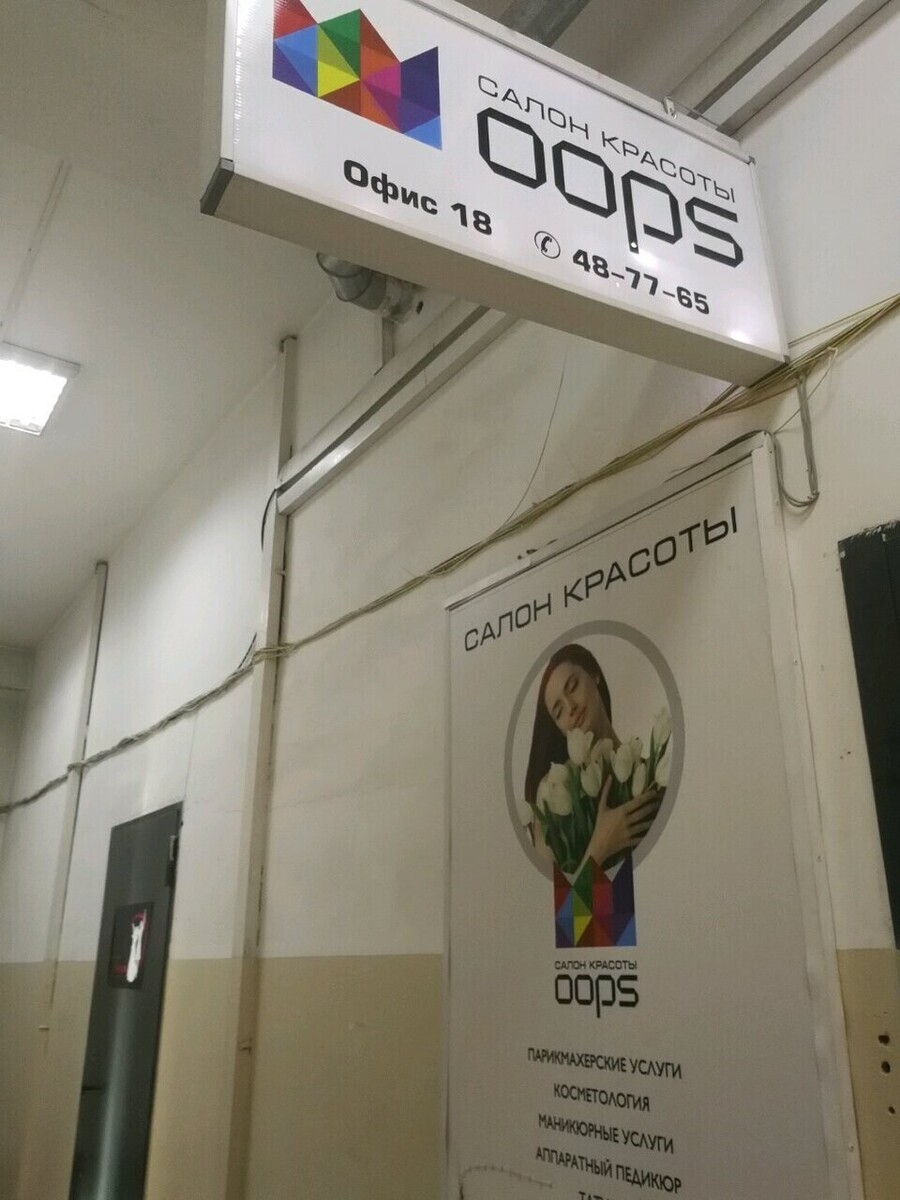 САЛОН КРАСОТЫ
oops
Офис 18
48-77-65
САЛОН КРАСОТЫ
САЛОН КРАСОТЫ
oops
ПАРИКМАХЕРСКИЕ УСЛУГИ
КОСМЕТОЛОГИЯ
МАНИКЮРНЫЕ УСЛУГИ
АППАРАТНЫЙ ПЕДИКЮР